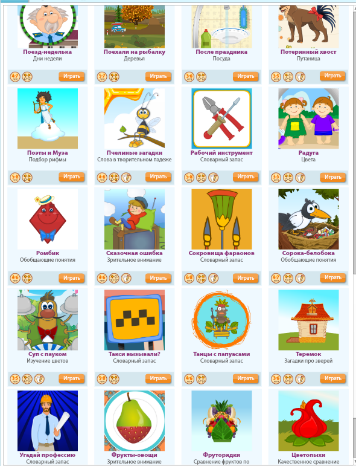 Поезд-неделька
Дни недели
Поехали на рыбалку
Деревья
После праздника
Посуда
Потерянный хвост
Путаница
Играть
Играть
Играть
Играть
Поэты и Муза
Подбор рифмы
Пчелиные загадки
Слова в творительном падеже
Рабочий инструмент
Словарный запас
Радуга
Цвета
Играть
Играть
Играть
Играть
Ромбик
Обобщающие понятия
Сказочная ошибка
Зрительное внимание
Сокровища фараонов
Словарный запас
Сорока-белобока
Обобщающие понятия
Играть
Играть
Играть
Играть
Суп с пауком
Изучение цветов
Такси вызывали?
Словарный запас
Танцы с папуасами
Словарный запас
Теремок
Загадки про зверей
Играть
Играть
Играть
Играть
Угадай профессию
Словарный запас
Фрукты-овощи
Зрительное внимание
Фруторядки
Сравнение фруктов по
Цветопыхи
Качественное сравнение